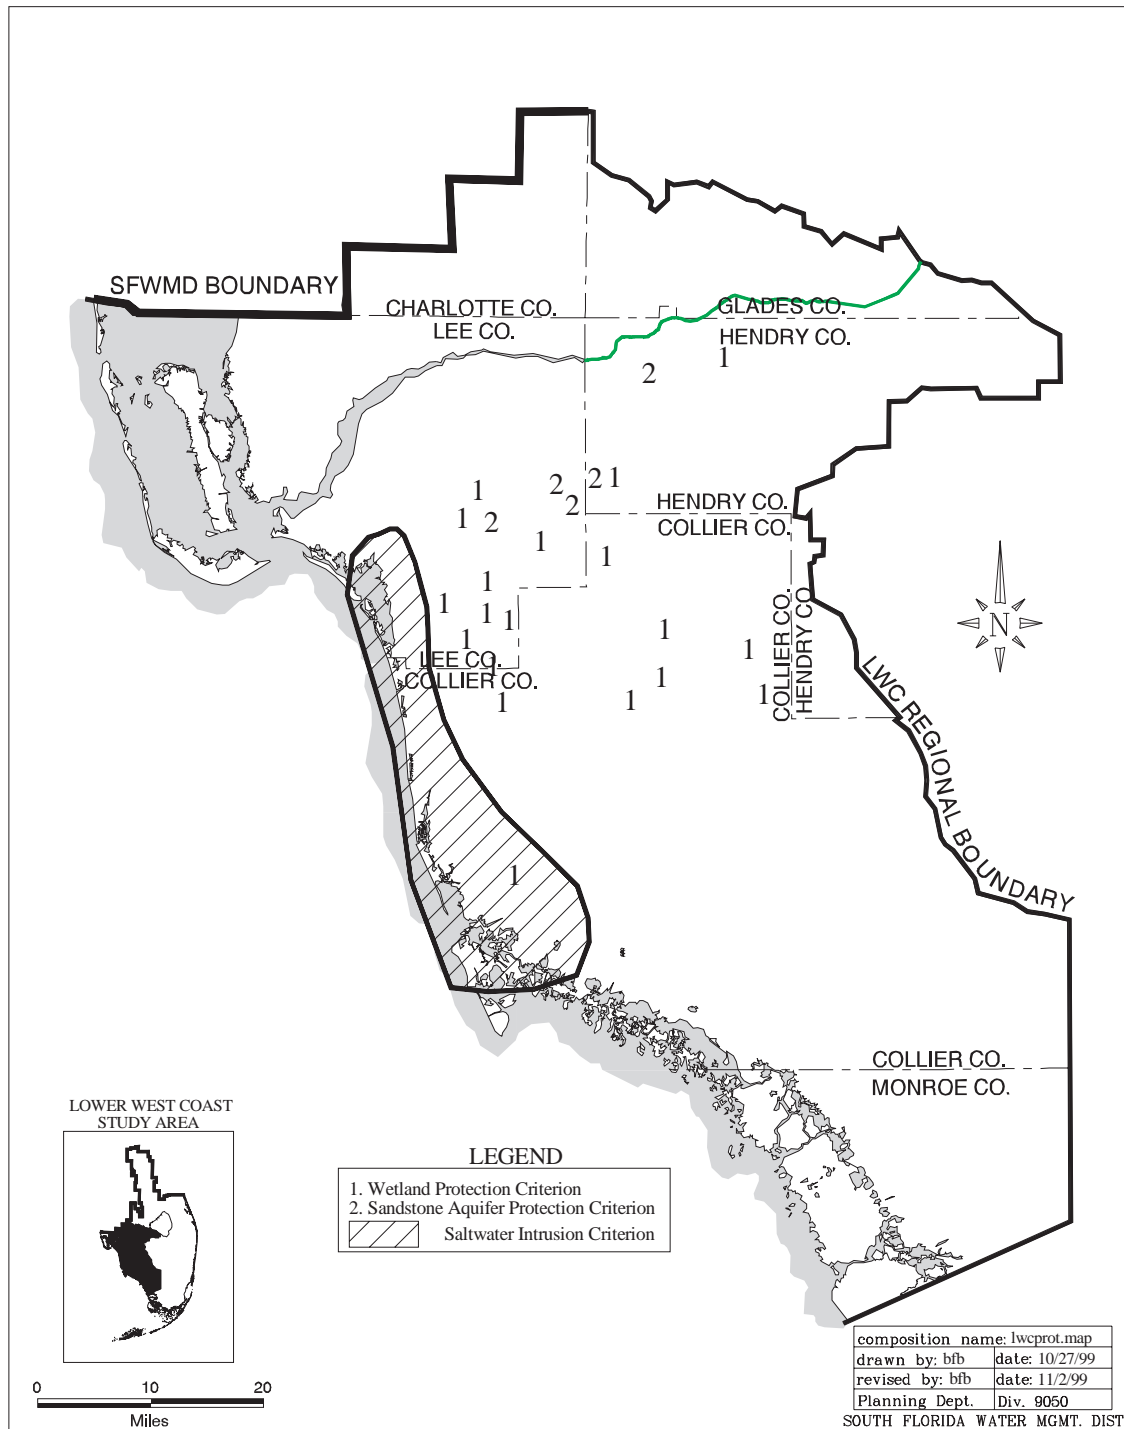 SFWMD BOUNDARY
CHARLOTTE CO.
LEE CO.
GLADES CO.
HENDRY CO.
1
2
2
1
1
2
2
1
2
HENDRY CO.
COLLIER CO.
1
1
1
1
1
1
1
1
1
1
LEE CO.
COLLIER CO.
1
1
1
1
1
COLLIER CO.
HENDRY CO.
N
LWC REGIONAL BOUNDARY
1
COLLIER CO.
MONROE CO.
LOWER WEST COAST
STUDY AREA
LEGEND
1. Wetland Protection Criterion
2. Sandstone Aquifer Protection Criterion
Saltwater Intrusion Criterion
0 10 20
Miles
composition name: lwcprot.map
drawn by: bfb date: 10/27/99
revised by: bfb date: 11/2/99
Planning Dept. Div. 9050
SOUTH FLORIDA WATER MGMT. DIST